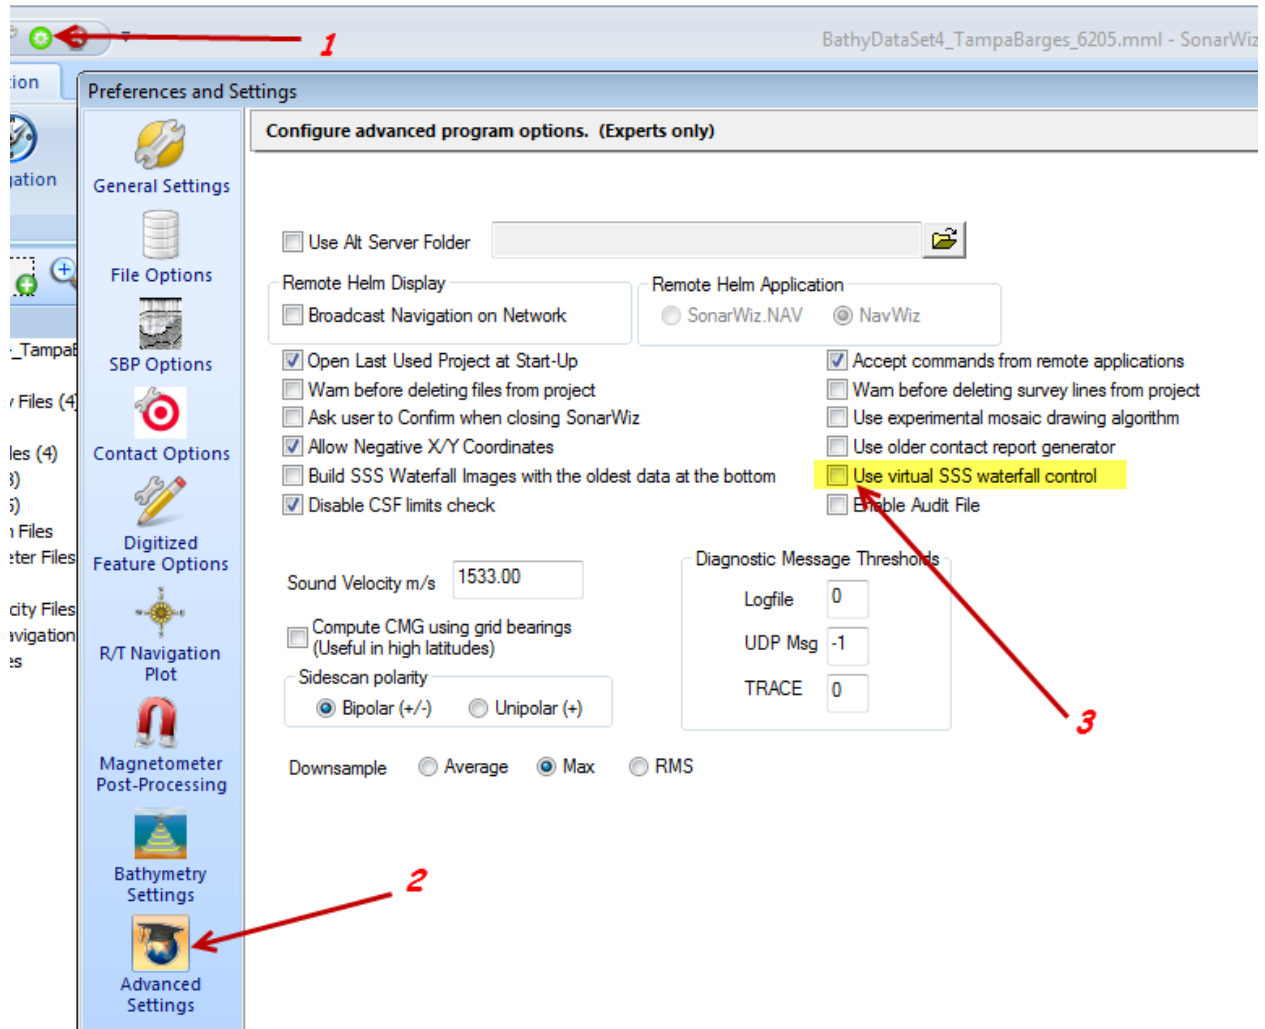 1
BathyDataSet4_TampaBarges_6205.mml - SonarWiz
ion
Preferences and Settings
Configure advanced program options. (Experts only)
gation
General Settings
Use Alt Server Folder
File Options
Remote Helm Display
Remote Helm Application
Broadcast Navigation on Network
SonarWiz.NAV
NavWiz
_TampaB
SBP Options
Open Last Used Project at Start-Up
Accept commands from remote applications
Warn before deleting files from project
Warn before deleting survey lines from project
Files (4)
Ask user to Confirm when closing SonarWiz
Use experimental mosaic drawing algorithm
les (4)
Contact Options
Allow Negative X/Y Coordinates
Use older contact report generator
Build SSS Waterfall Images with the oldest data at the bottom
Use virtual SSS waterfall control
Disable CSF limits check
Enable Audit File
Files
Digitized
Feature Options
eter Files
Diagnostic Message Thresholds
Sound Velocity m/s 1533.00
Logfile 0
city Files
Compute CMG using grid bearings
(Useful in high latitudes)
UDP Msg -1
avigation
es
R/T Navigation
Plot
Sidescan polarity
Bipolar (+/-)
Unipolar (+)
TRACE 0
3
Magnetometer
Post-Processing
Downsample Average Max RMS
Bathymetry
Settings
2
Advanced
Settings